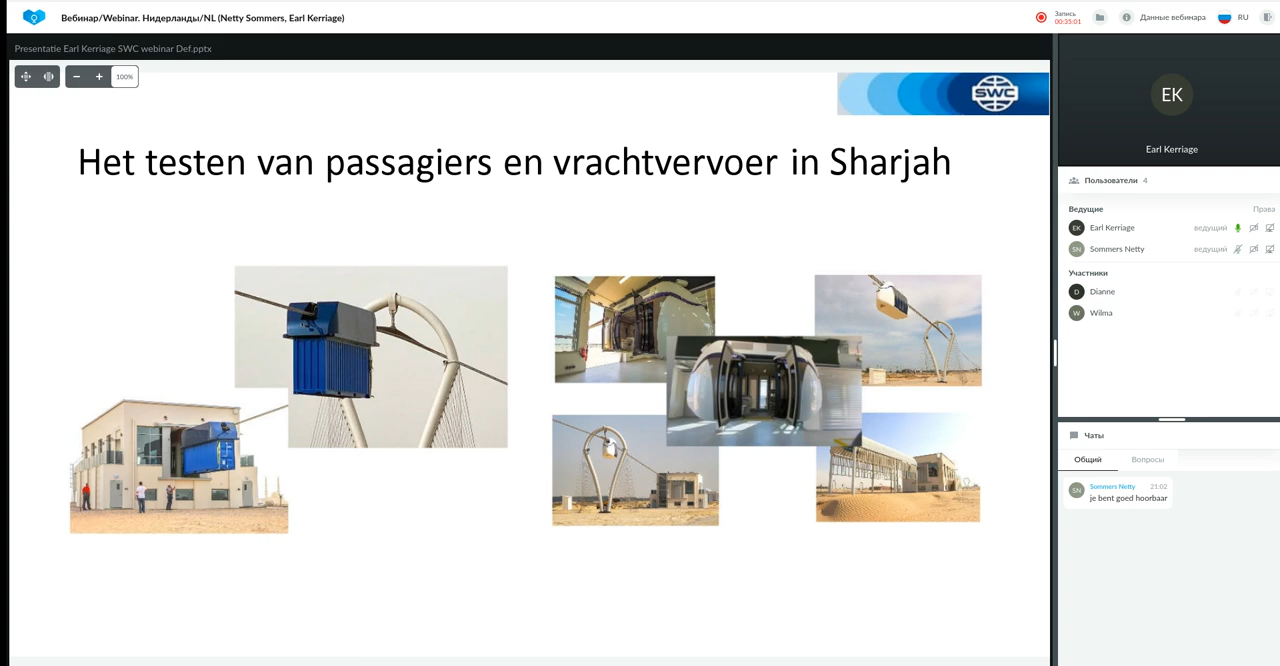 Вебинар/Webinar. Нидерланды/NL (Netty Sommers, Earl Kerriage)
Запись
00:35:01
Данные вебинара
RU
Presentatie Earl Kerriage SWC webinar Def.pptx
100%
SWC
Het testen van passagiers en vrachtvervoer in Sharjah
EK
Earl Kerriage
Пользователи 4
Ведущие Права
EK Earl Kerriage ведущий
SN Sommers Netty ведущий
Участники
D Dianne
W Wilma
Чаты
Общий Вопросы
SN Sommers Netty 21:02
je bent goed hoorbaar